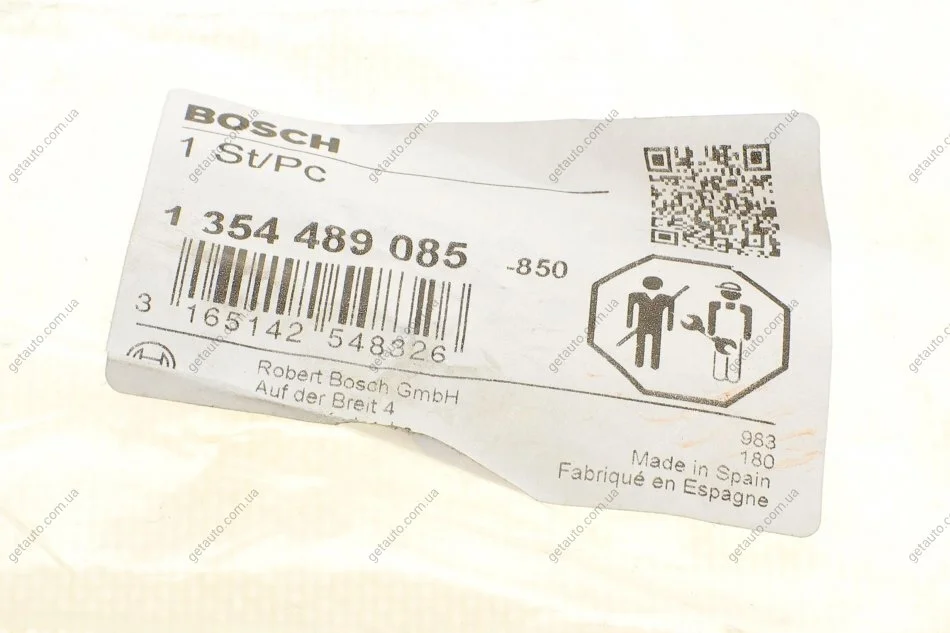 BOSCH
1 St/Pc
1 354 489 085
-850
3 165142 548326
Robert Bosch GmbH
Auf der Breit 4
983
180
Made in Spain
Fabriqué en Espagne
getauto.com.ua